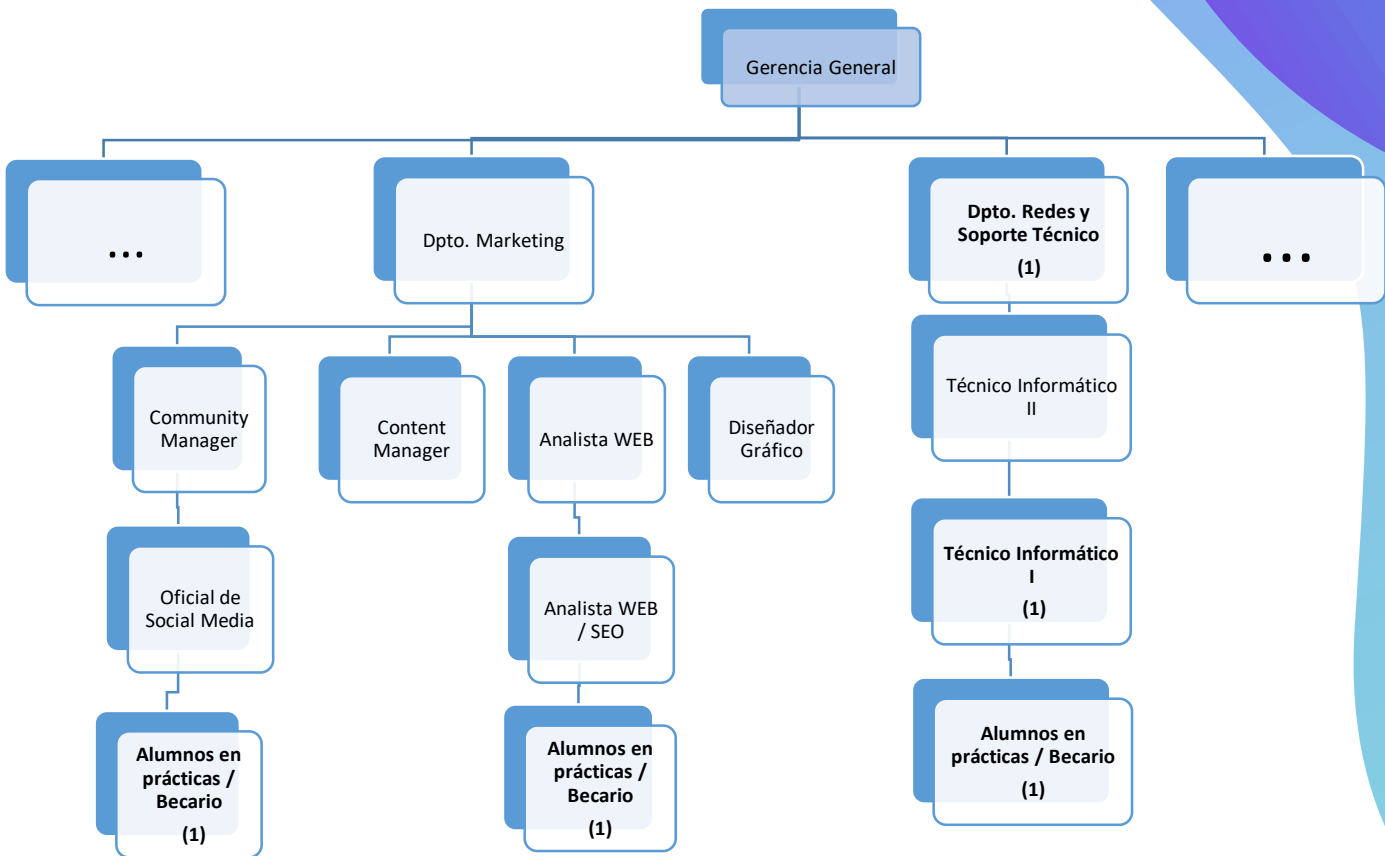 Gerencia General
...
Dpto. Marketing
Dpto. Redes y
Soporte Técnico
(1)
...
Community
Manager
Content
Manager
Analista WEB
Diseñador
Gráfico
Técnico Informático
II
Oficial de
Social Media
Analista WEB
/ SEO
Técnico Informático
I
(1)
Alumnos en
prácticas /
Becario
(1)
Alumnos en
prácticas /
Becario
(1)
Alumnos en
prácticas / Becario
(1)